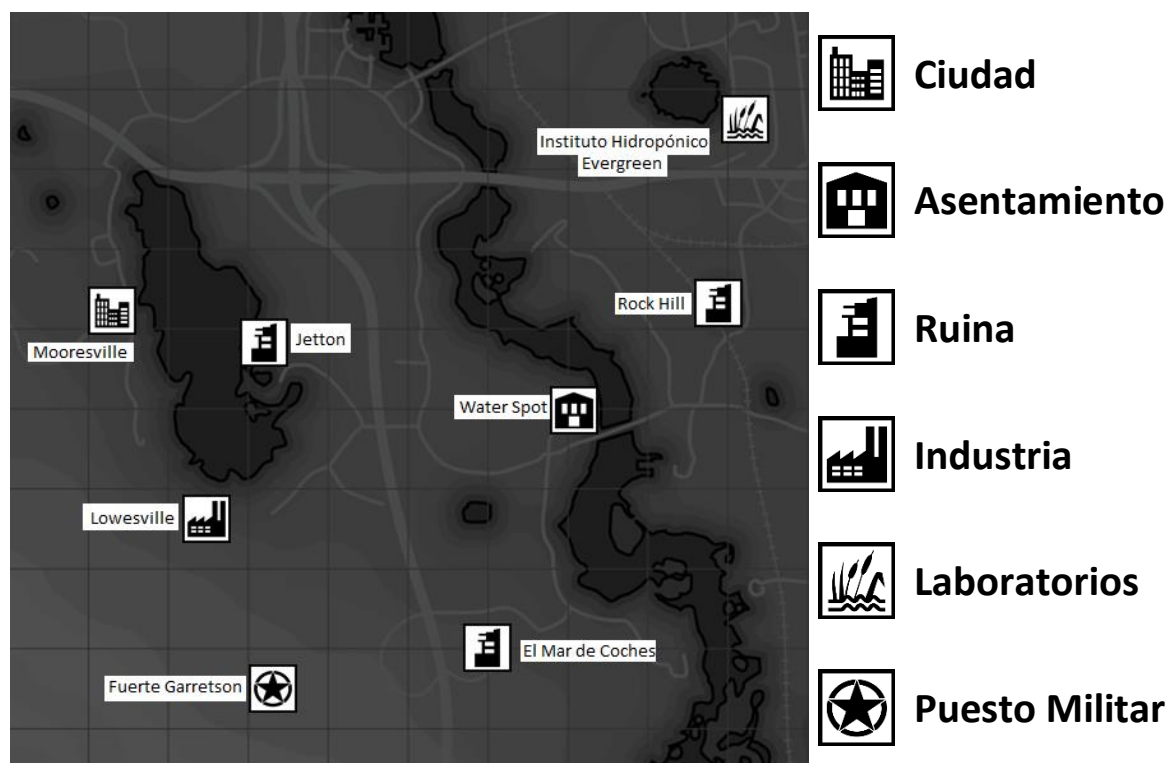 Instituto Hidropónico
Evergreen
Rock Hill
Mooresville
Jetton
Water Spot
Lowesville
El Mar de Coches
Fuerte Garretson
Ciudad
Asentamiento
Ruina
Industria
Laboratorios
Puesto Militar